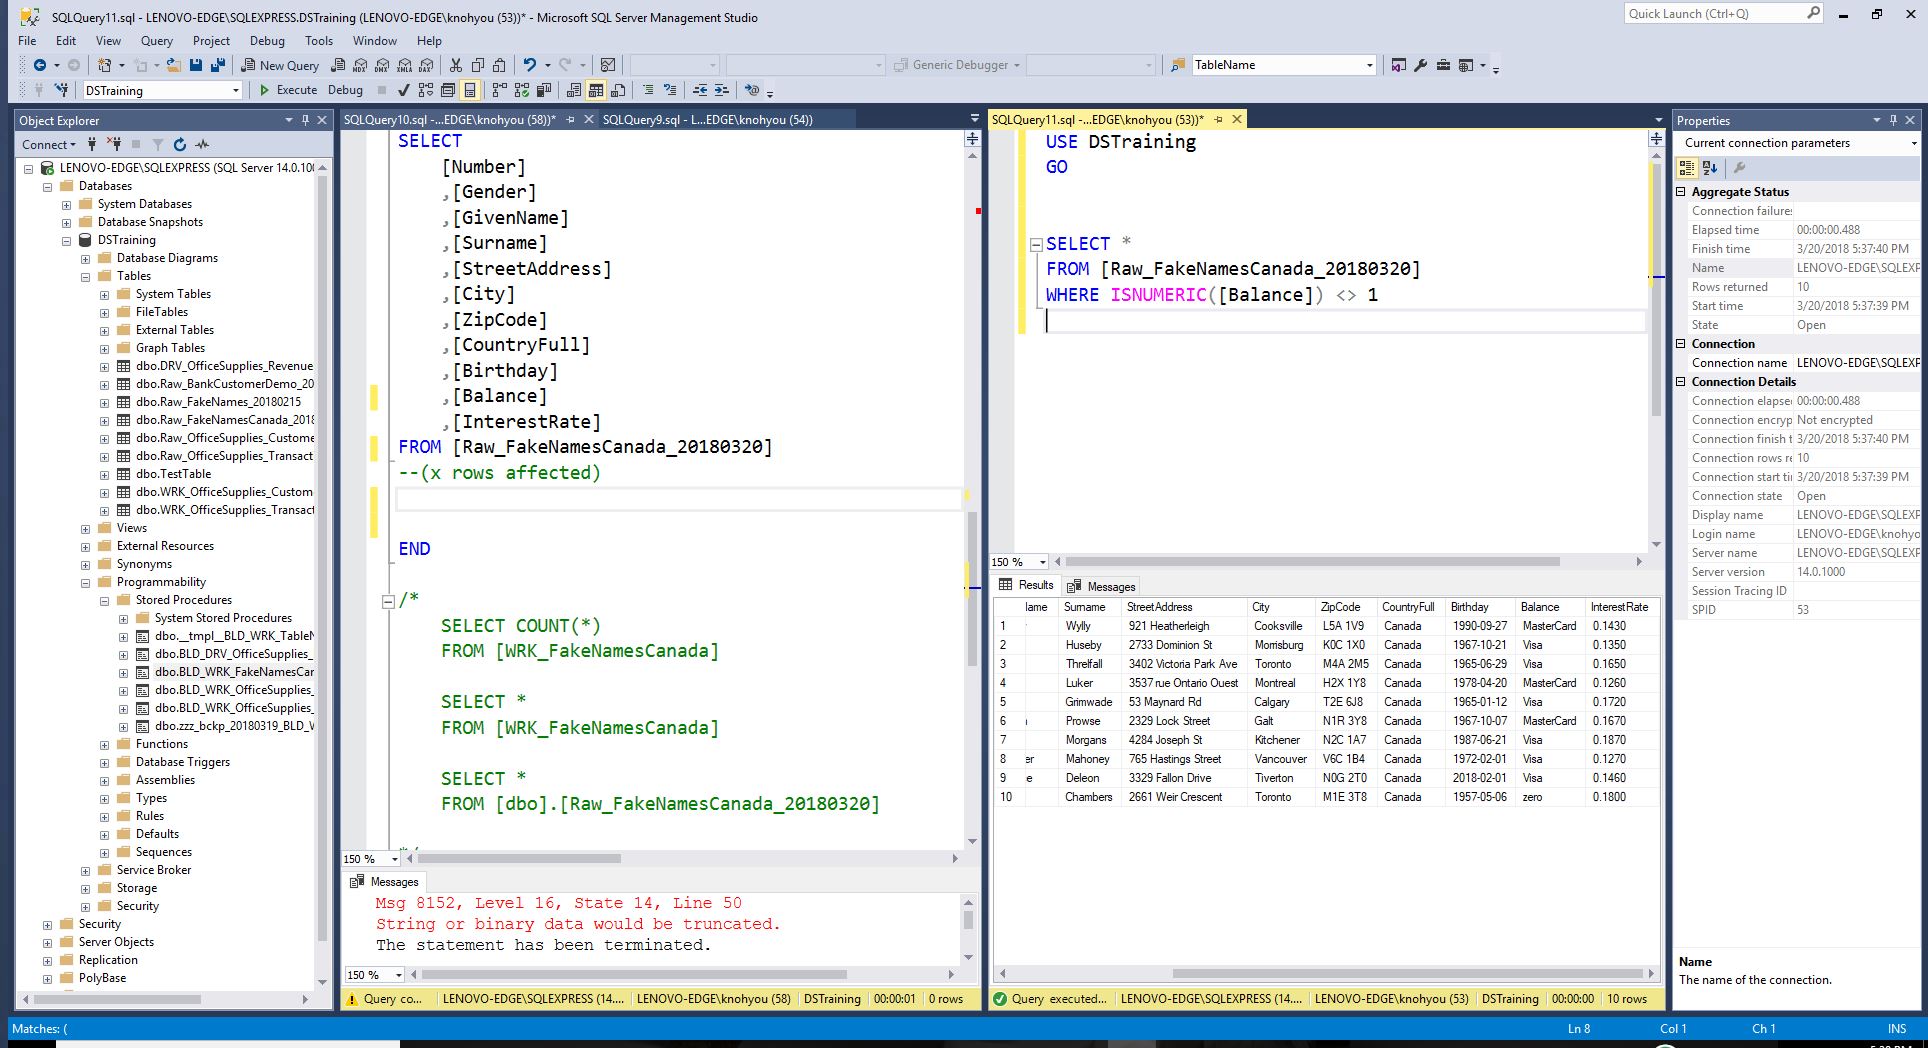 SQLQuery11.sql - LENOVO-EDGE\SQLEXPRESS.DSTraining (LENOVO-EDGE\knohyou (53))* - Microsoft SQL Server Management Studio
Quick Launch (Ctrl+Q)
File Edit View Query Project Debug Tools Window Help
New Query
MDX DMX XMLA DAX
Generic Debugger
TableName
DSTraining
Execute Debug
Object Explorer
Connect
LENOVO-EDGE\SQLEXPRESS (SQL Server 14.0.100
Databases
System Databases
Database Snapshots
DSTraining
Database Diagrams
Tables
System Tables
FileTables
External Tables
Graph Tables
dbo.DRV_OfficeSupplies_Revenue
dbo.Raw_BankCustomerDemo_20
dbo.Raw_FakeNames_20180215
dbo.Raw_FakeNamesCanada_2018
dbo.Raw_OfficeSupplies_Custome
dbo.Raw_OfficeSupplies_Transact
dbo.TestTable
dbo.WRK_OfficeSupplies_Custom
dbo.WRK_OfficeSupplies_Transact
Views
External Resources
Synonyms
Programmability
Stored Procedures
System Stored Procedures
dbo.__tmpl__BLD_WRK_TableN
dbo.BLD_DRV_OfficeSupplies_
dbo.BLD_WRK_FakeNamesCar
dbo.BLD_WRK_OfficeSupplies_
dbo.BLD_WRK_OfficeSupplies_
dbo.zzz_bckp_20180319_BLD_W
Functions
Database Triggers
Assemblies
Types
Rules
Defaults
Sequences
Service Broker
Storage
Security
Security
Server Objects
Replication
PolyBase
SQLQuery10.sql -...EDGE\knohyou (58))*
SQLQuery9.sql - L...EDGE\knohyou (54))
SELECT
[Number]
,[Gender]
,[GivenName]
,[Surname]
,[StreetAddress]
,[City]
,[ZipCode]
,[CountryFull]
,[Birthday]
,[Balance]
,[InterestRate]
FROM [Raw_FakeNamesCanada_20180320]
--(x rows affected)
END
/*
SELECT COUNT(*)
FROM [WRK_FakeNamesCanada]
SELECT *
FROM [WRK_FakeNamesCanada]
SELECT *
FROM [dbo].[Raw_FakeNamesCanada_20180320]
150 %
Messages
Msg 8152, Level 16, State 14, Line 50
String or binary data would be truncated.
The statement has been terminated.
150 %
Query co... LENOVO-EDGE\SQLEXPRESS (14.... LENOVO-EDGE\knohyou (58) DSTraining 00:00:01 0 rows
SQLQuery11.sql -...EDGE\knohyou (53))*
USE DSTraining
GO
SELECT *
FROM [Raw_FakeNamesCanada_20180320]
WHERE ISNUMERIC([Balance]) <> 1
150 %
Results Messages
lame Surname StreetAddress City ZipCode CountryFull Birthday Balance InterestRate
1 Wylly 921 Heatherleigh Cooksville L5A 1V9 Canada 1990-09-27 MasterCard 0.1430
2 Huseby 2733 Dominion St Morrisburg K0C 1X0 Canada 1967-10-21 Visa 0.1350
3 Threlfall 3402 Victoria Park Ave Toronto M4A 2M5 Canada 1965-06-29 Visa 0.1650
4 Luker 3537 rue Ontario Ouest Montreal H2X 1Y8 Canada 1978-04-20 MasterCard 0.1260
5 Grimwade 53 Maynard Rd Calgary T2E 6J8 Canada 1965-01-12 Visa 0.1720
6 Prowse 2329 Lock Street Galt N1R 3Y8 Canada 1967-10-07 MasterCard 0.1670
7 Morgans 4284 Joseph St Kitchener N2C 1A7 Canada 1987-06-21 Visa 0.1870
8 er Mahoney 765 Hastings Street Vancouver V6C 1B4 Canada 1972-02-01 Visa 0.1270
9 e Deleon 3329 Fallon Drive Tiverton N0G 2T0 Canada 2018-02-01 Visa 0.1460
10 Chambers 2661 Weir Crescent Toronto M1E 3T8 Canada 1957-05-06 zero 0.1800
Query executed... LENOVO-EDGE\SQLEXPRESS (14.... LENOVO-EDGE\knohyou (53) DSTraining 00:00:00 10 rows
Properties
Current connection parameters
Aggregate Status
Connection failures
Elapsed time 00:00:00.488
Finish time 3/20/2018 5:37:40 PM
Name LENOVO-EDGE\SQLEXP
Rows returned 10
Start time 3/20/2018 5:37:39 PM
State Open
Connection
Connection name LENOVO-EDGE\SQLEXP
Connection Details
Connection elapse 00:00:00.488
Connection encryp Not encrypted
Connection finish t 3/20/2018 5:37:40 PM
Connection rows re 10
Connection start ti 3/20/2018 5:37:39 PM
Connection state Open
Display name LENOVO-EDGE\SQLEXP
Login name LENOVO-EDGE\knohyo
Server name LENOVO-EDGE\SQLEXP
Server version 14.0.1000
Session Tracing ID
SPID 53
Name
The name of the connection.
Matches: (
Ln 8 Col 1 Ch 1 INS